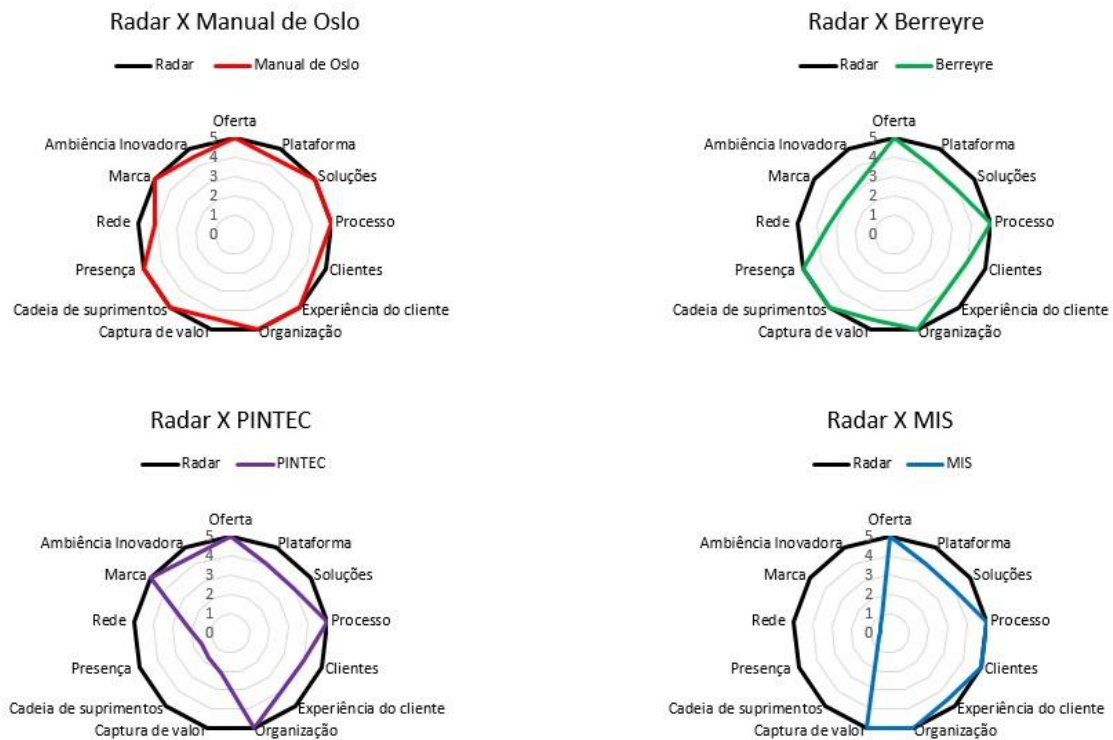 Radar X Manual de Oslo
Radar Manual de Oslo
Oferta
Ambiência Inovadora 5 Plataforma
4
Marca 3 Soluções
2
Rede 1 Processo
0
Presença Clientes
Cadeia de suprimentos Experiência do cliente
Captura de valor Organização
Radar X Berreyre
Radar Berreyre
Oferta
Ambiência Inovadora 5 Plataforma
4
Marca 3 Soluções
2
Rede 1 Processo
0
Presença Clientes
Cadeia de suprimentos Experiência do cliente
Captura de valor Organização
Radar X PINTEC
Radar PINTEC
Oferta
Ambiência Inovadora 5 Plataforma
4
Marca 3 Soluções
2
Rede 1 Processo
0
Presença Clientes
Cadeia de suprimentos Experiência do cliente
Captura de valor Organização
Radar X MIS
Radar MIS
Oferta
Ambiência Inovadora 5 Plataforma
4
Marca 3 Soluções
2
Rede 1 Processo
0
Presença Clientes
Cadeia de suprimentos Experiência do cliente
Captura de valor Organização